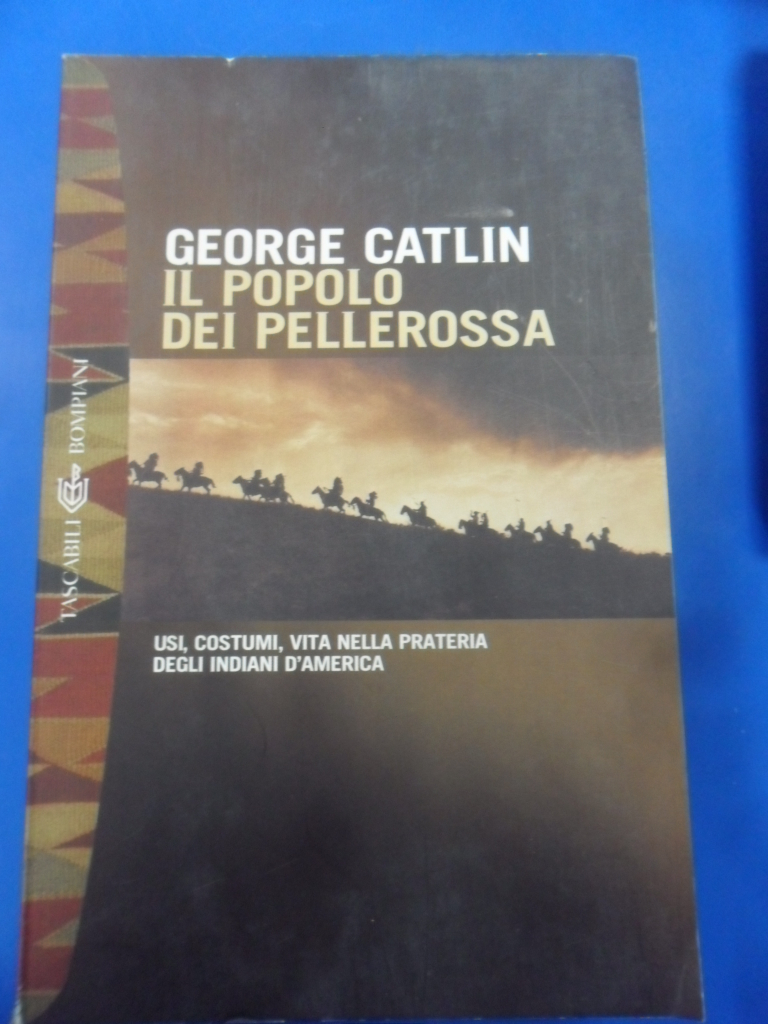 GEORGE CATLIN
IL POPOLO
DEI PELLEROSSA
USI, COSTUMI, VITA NELLA PRATERIA
DEGLI INDIANI D'AMERICA
TASCABILI BOMPIANI